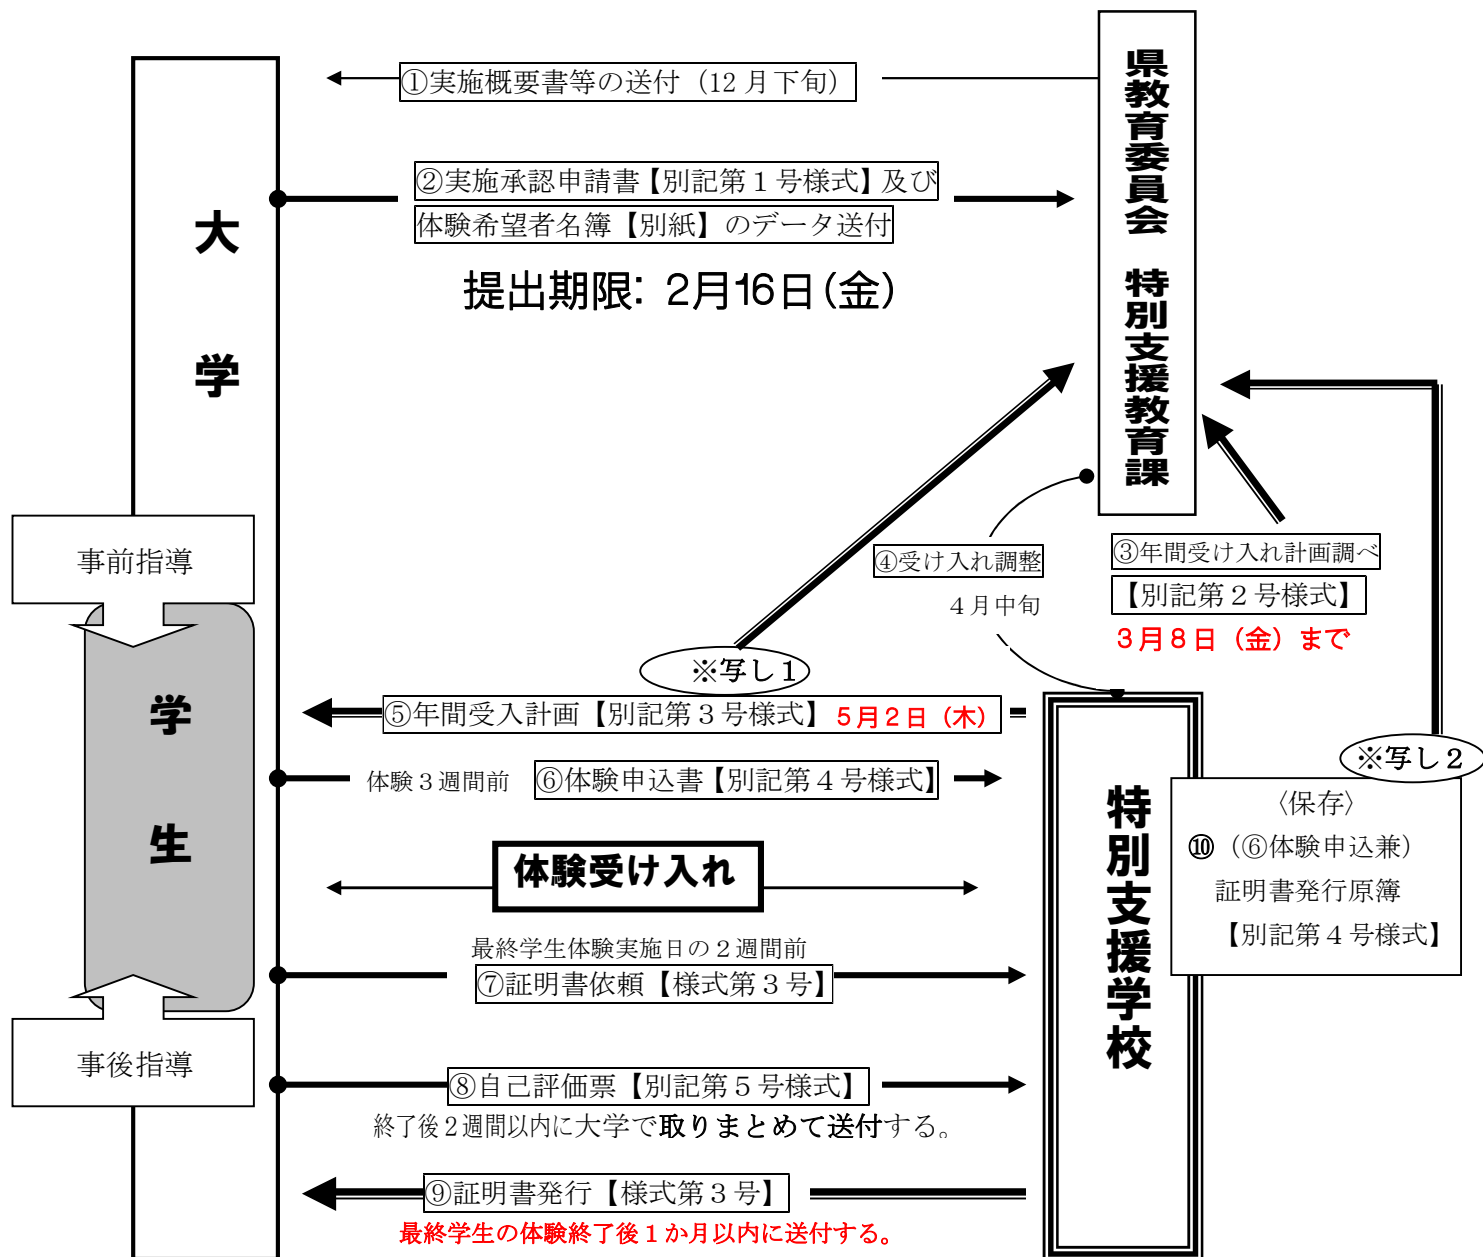 ①実施概要書等の送付（12月下旬）
②実施承認申請書【別記第１号様式】及び
体験希望者名簿【別紙】のデータ送付
提出期限: 2月16日(金)
県教育委員会　特別支援教育課
大学
事前指導
学生
事後指導
③年間受け入れ計画調べ
【別記第２号様式】
３月８日（金）まで
④受け入れ調整
４月中旬
※写し１
⑤年間受入計画【別記第３号様式】５月２日（木）
体験３週間前　⑥体験申込書【別記第４号様式】
体験受け入れ
最終学生体験実施日の２週間前
⑦証明書依頼【様式第３号】
⑧自己評価票【別記第５号様式】
終了後２週間以内に大学で取りまとめて送付する。
⑨証明書発行【様式第３号】
最終学生の体験終了後１か月以内に送付する。
特別支援学校
※写し２
〈保存〉
⑩（⑥体験申込兼）
証明書発行原簿
【別記第４号様式】